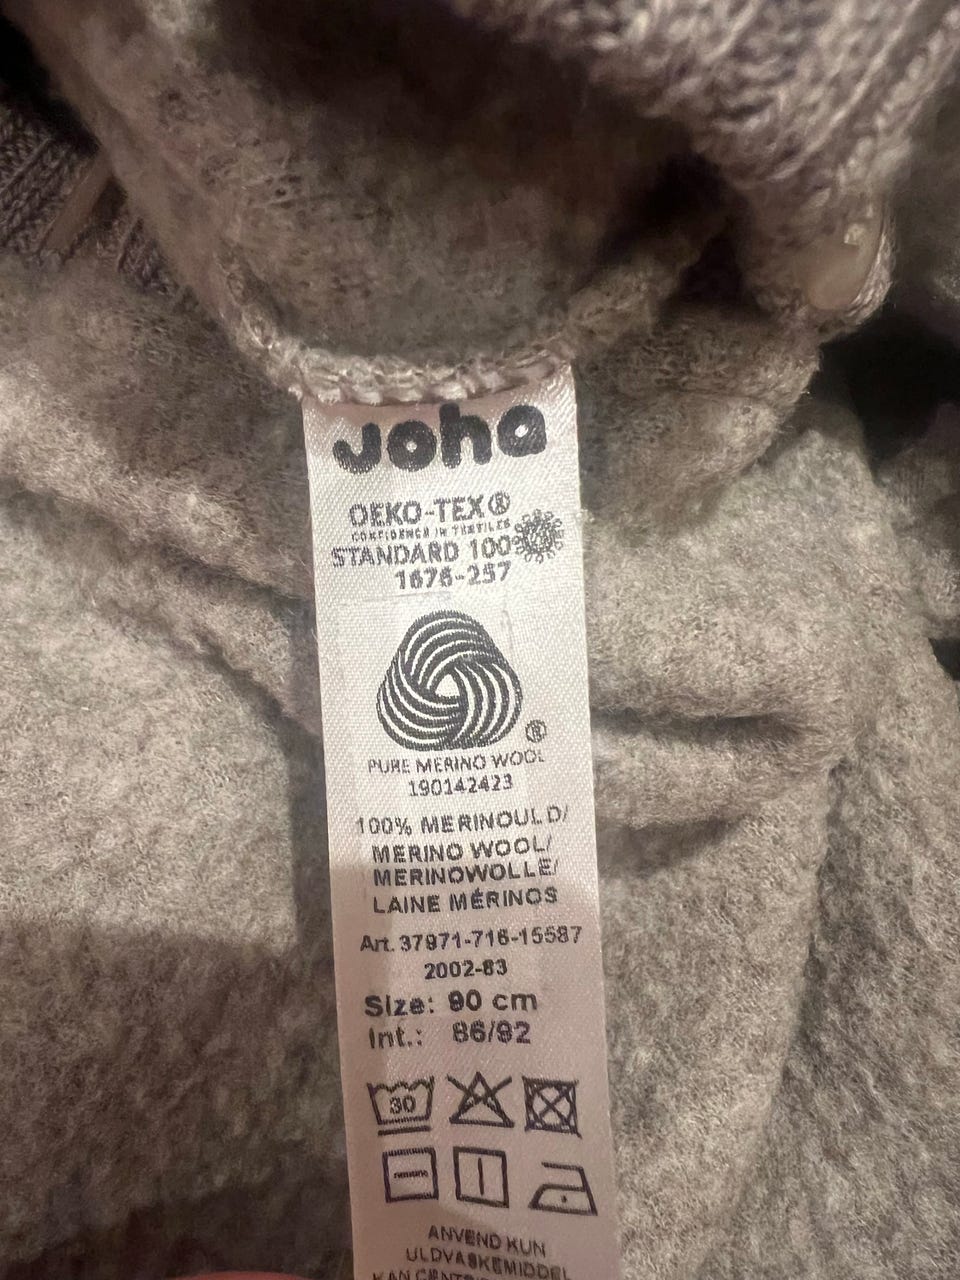 Joha
OEKO-TEX®
CONFIDENCE IN TEXTILES
STANDARD 100
1676-257
®
PURE MERINO WOOL
190142423
100% MERINOULD/
MERINO WOOL/
MERINOWOLLE/
LAINE MÉRINOS
Art. 37971-716-15587
2002-83
Size: 90 cm
Int.: 86/92
30
ANVEND KUN
ULDVASKEMIDDEL
KAN